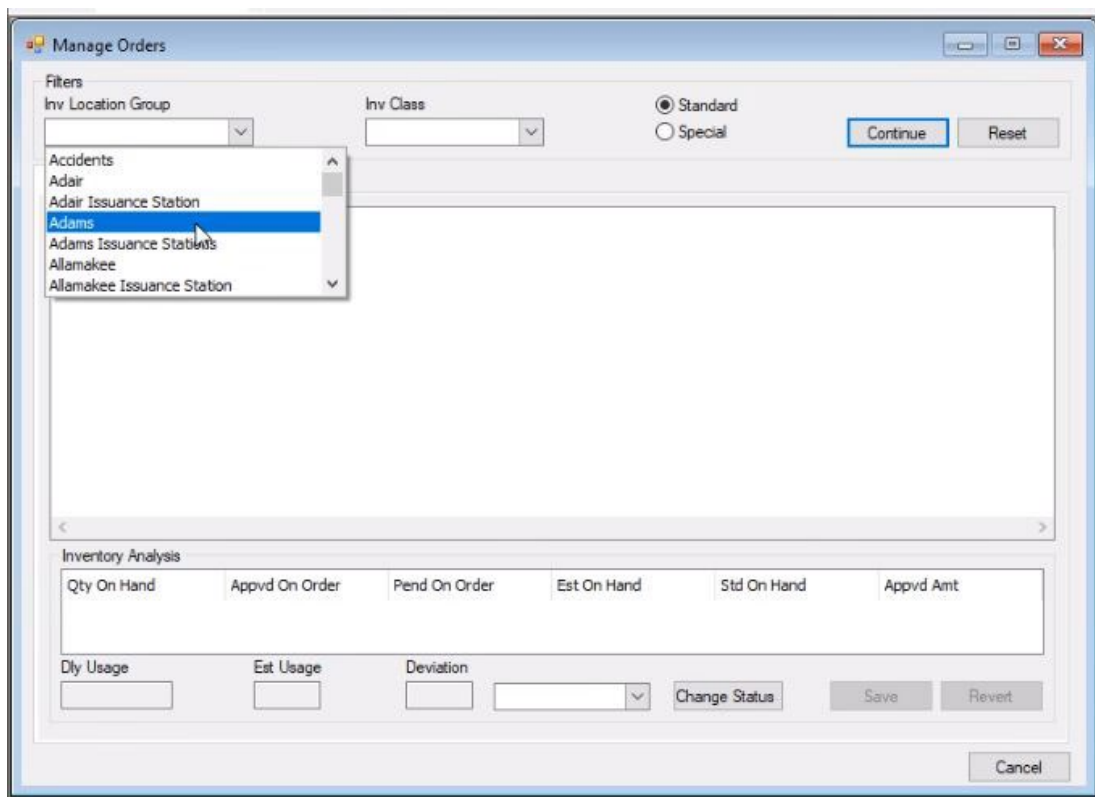 Manage Orders
Filters
Inv Location Group Inv Class Standard
Special Continue Reset
Accidents
Adair
Adair Issuance Station
Adams
Adams Issuance Stations
Allamakee
Allamakee Issuance Station
Inventory Analysis
Qty On Hand Appvd On Order Pend On Order Est On Hand Std On Hand Appvd Amt
Dly Usage Est Usage Deviation
Change Status Save Revert
Cancel